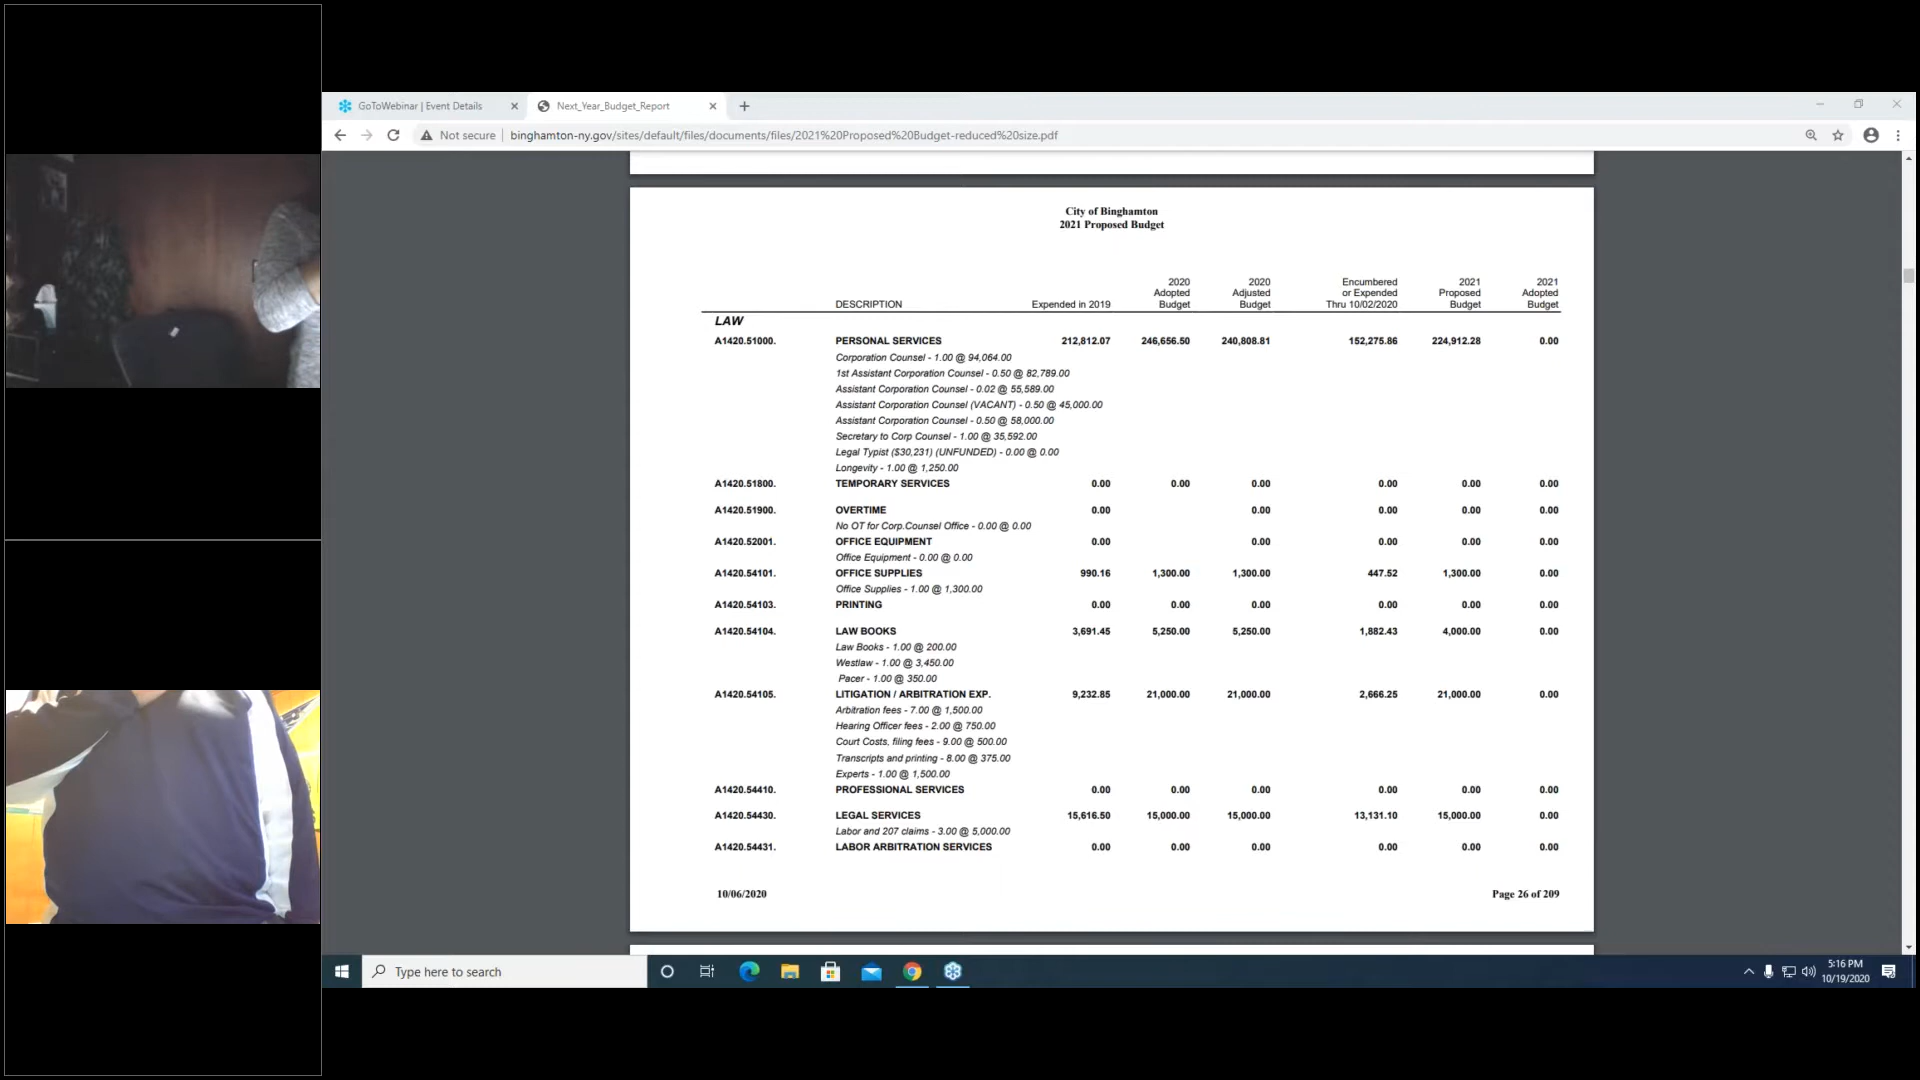 GoToWebinar | Event Details
Next_Year_Budget_Report
Not secure
binghamton-ny.gov/sites/default/files/documents/files/2021%20Proposed%20Budget-reduced%20size.pdf
City of Binghamton
2021 Proposed Budget
DESCRIPTION Expended in 2019 2020 Adopted Budget 2020 Adjusted Budget Encumbered or Expended Thru 10/02/2020 2021 Proposed Budget 2021 Adopted Budget
LAW
A1420.51000. PERSONAL SERVICES 212,812.07 246,656.50 240,808.81 152,275.86 224,912.28 0.00
Corporation Counsel - 1.00 @ 94,064.00
1st Assistant Corporation Counsel - 0.50 @ 82,789.00
Assistant Corporation Counsel - 0.02 @ 55,589.00
Assistant Corporation Counsel (VACANT) - 0.50 @ 45,000.00
Assistant Corporation Counsel - 0.50 @ 58,000.00
Secretary to Corp Counsel - 1.00 @ 35,592.00
Legal Typist ($30,231) (UNFUNDED) - 0.00 @ 0.00
Longevity - 1.00 @ 1,250.00
A1420.51800. TEMPORARY SERVICES 0.00 0.00 0.00 0.00 0.00 0.00
A1420.51900. OVERTIME 0.00 0.00 0.00 0.00 0.00
No OT for Corp.Counsel Office - 0.00 @ 0.00
A1420.52001. OFFICE EQUIPMENT 0.00 0.00 0.00 0.00 0.00
Office Equipment - 0.00 @ 0.00
A1420.54101. OFFICE SUPPLIES 990.16 1,300.00 1,300.00 447.52 1,300.00 0.00
Office Supplies - 1.00 @ 1,300.00
A1420.54103. PRINTING 0.00 0.00 0.00 0.00 0.00 0.00
A1420.54104. LAW BOOKS 3,691.45 5,250.00 5,250.00 1,882.43 4,000.00 0.00
Law Books - 1.00 @ 200.00
Westlaw - 1.00 @ 3,450.00
Pacer - 1.00 @ 350.00
A1420.54105. LITIGATION / ARBITRATION EXP. 9,232.85 21,000.00 21,000.00 2,666.25 21,000.00 0.00
Arbitration fees - 7.00 @ 1,500.00
Hearing Officer fees - 2.00 @ 750.00
Court Costs, filing fees - 9.00 @ 500.00
Transcripts and printing - 8.00 @ 375.00
Experts - 1.00 @ 1,500.00
A1420.54410. PROFESSIONAL SERVICES 0.00 0.00 0.00 0.00 0.00 0.00
A1420.54430. LEGAL SERVICES 15,616.50 15,000.00 15,000.00 13,131.10 15,000.00 0.00
Labor and 207 claims - 3.00 @ 5,000.00
A1420.54431. LABOR ARBITRATION SERVICES 0.00 0.00 0.00 0.00 0.00 0.00
10/06/2020 Page 26 of 209
Type here to search
5:16 PM
10/19/2020